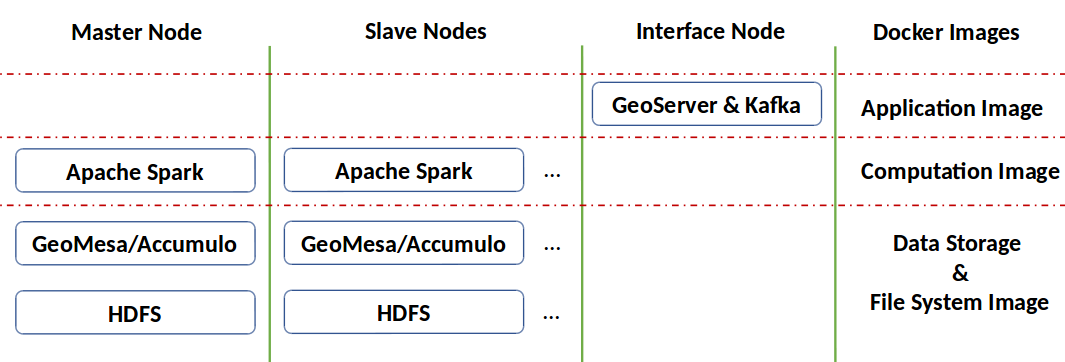 Master Node
Slave Nodes
Interface Node
Docker Images
GeoServer & Kafka
Application Image
Apache Spark
Apache Spark
...
Computation Image
GeoMesa/Accumulo
GeoMesa/Accumulo
...
Data Storage
&
File System Image
HDFS
HDFS
...